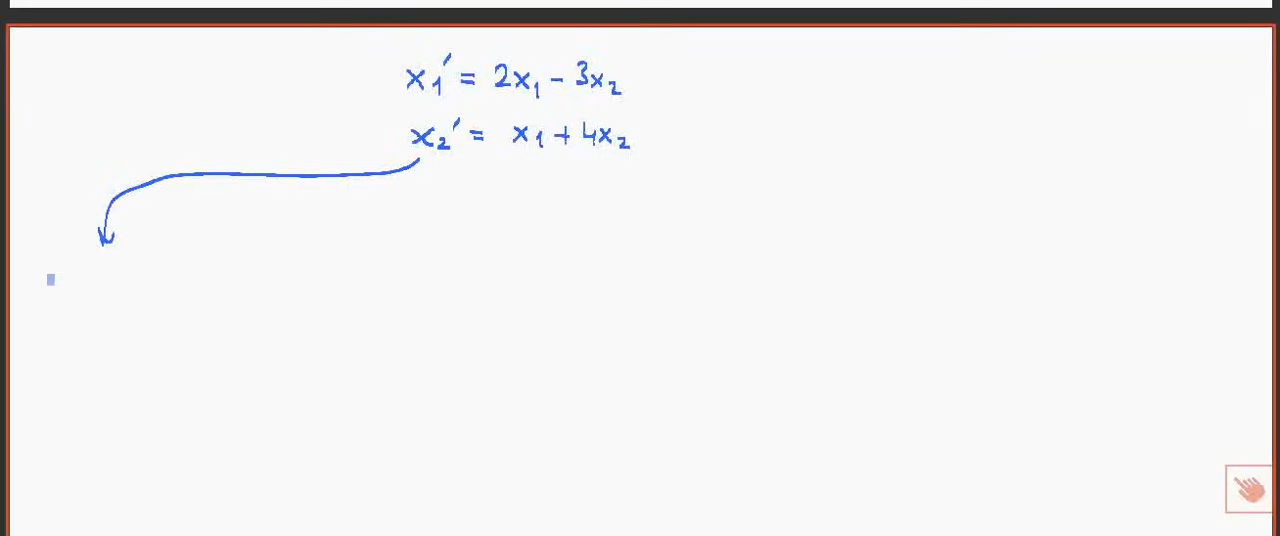 x₁' = 2x₁ - 3x₂
x₂' = x₁ + 4x₂